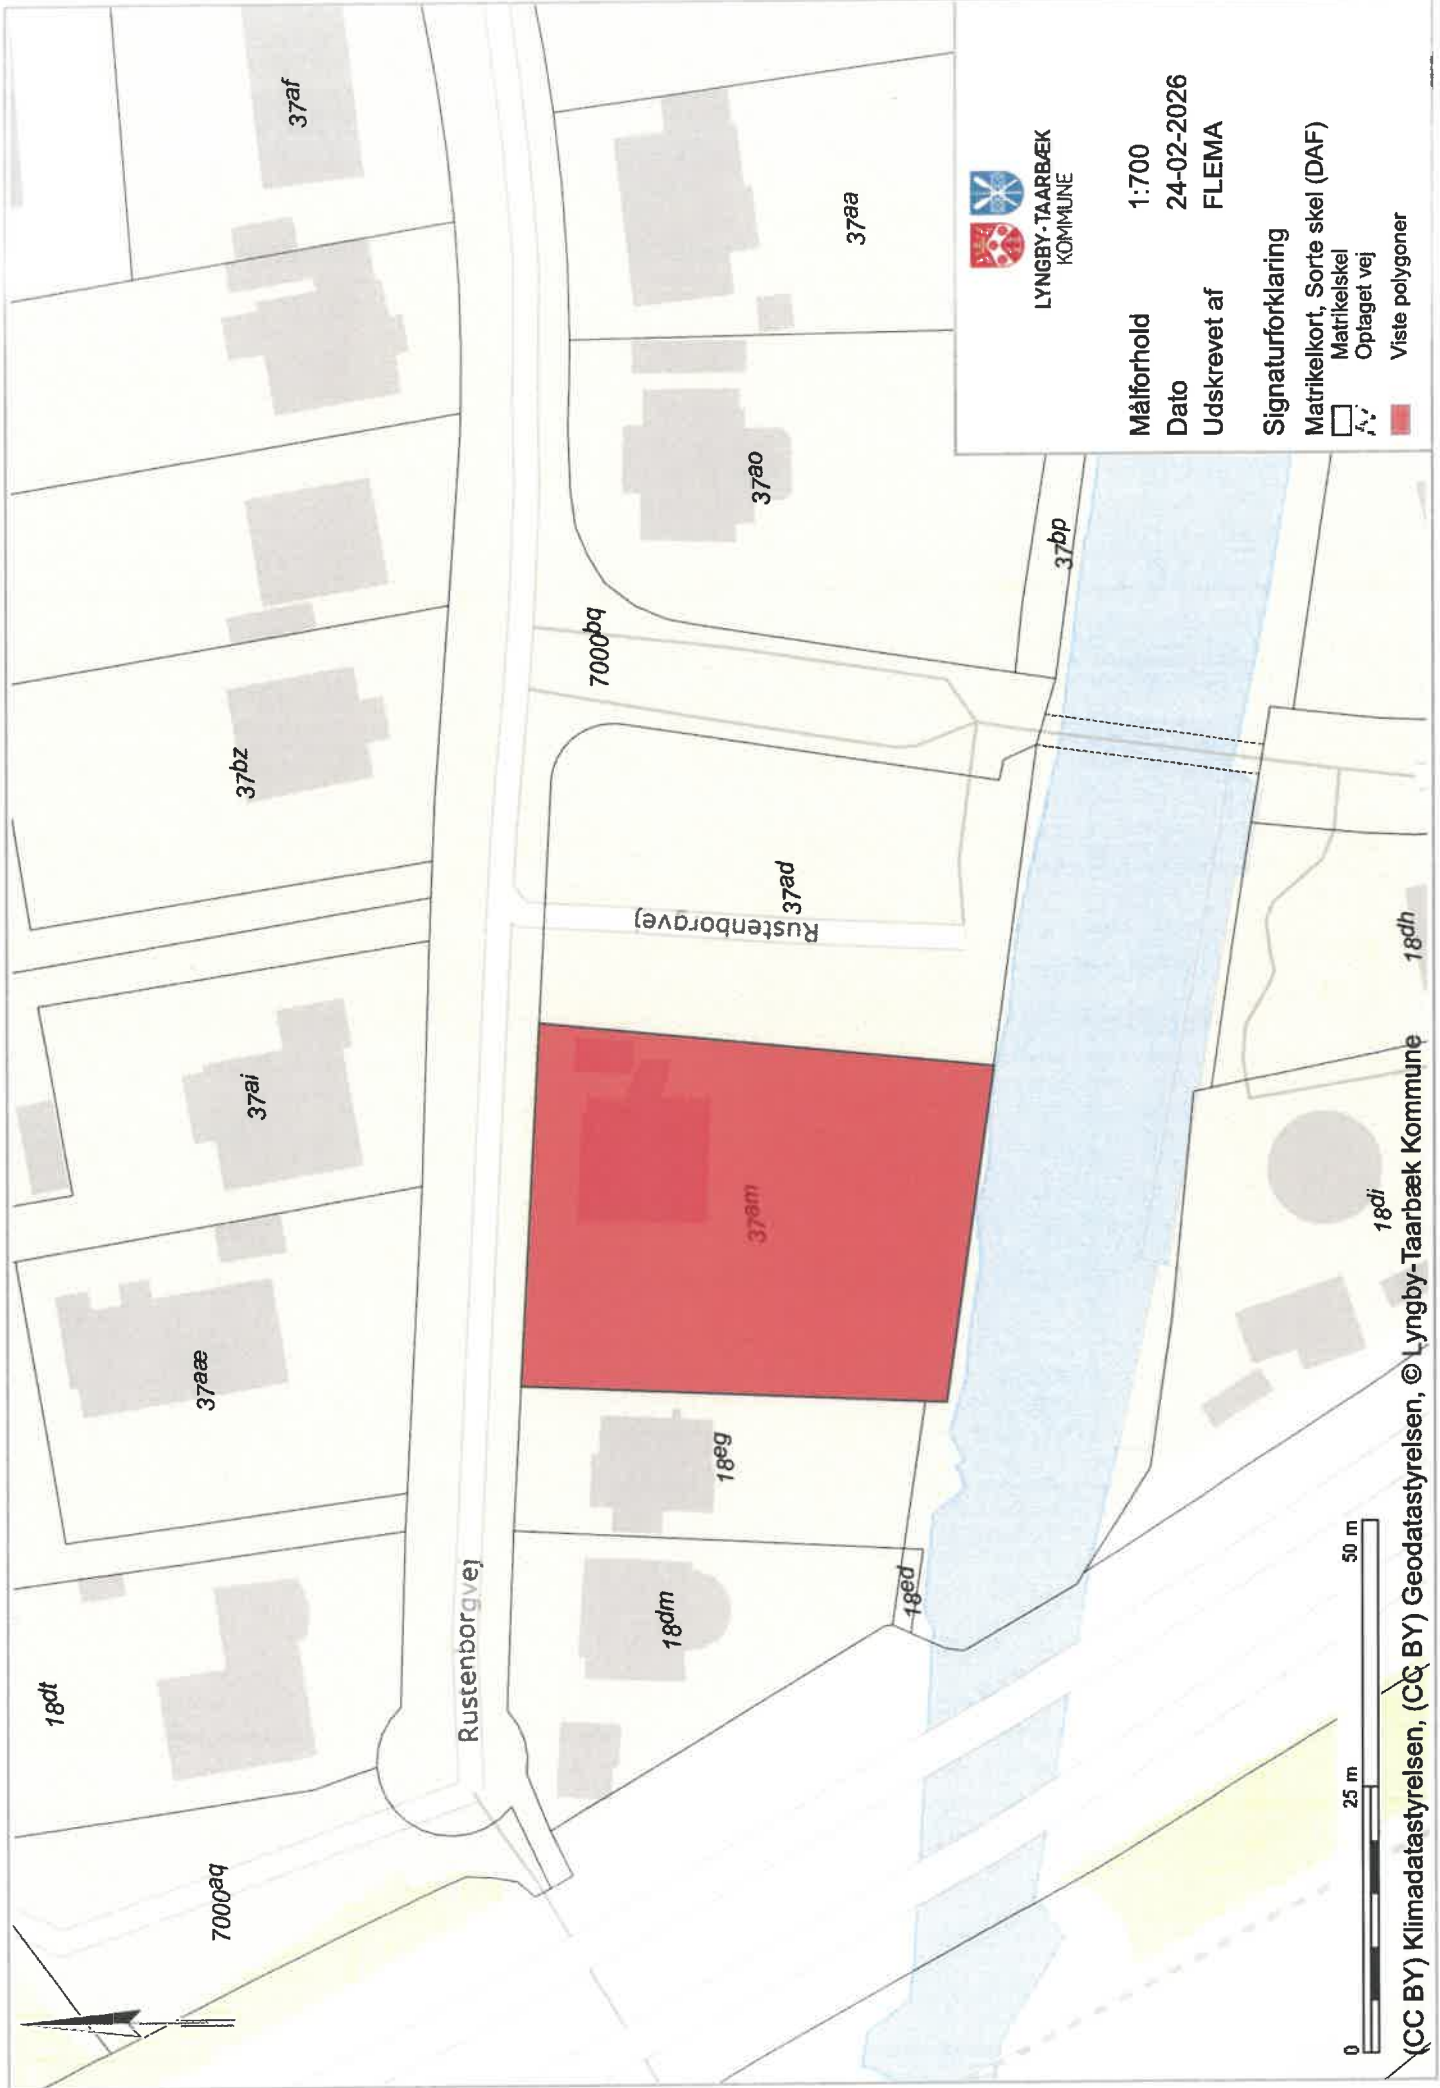 18dt
37aæ
37ai
37bz
37af
7000aq
Rustenborgvej
18dm
18eg
18ed
37am
37ad
Rustenborgvej
7000bq
37ao
37aa
37bp
18di
18dh
LYNGBY-TAARBÆK
KOMMUNE
Målforhold 1:700
Dato 24-02-2026
Udskrevet af FLEMA
Signaturforklaring
Matrikelkort, Sorte skel (DAF)
Matrikelskel
Optaget vej
Viste polygoner
0 25 m 50 m
(CC BY) Klimadatastyrelsen, (CC BY) Geodatastyrelsen, © Lyngby-Taarbæk Kommune